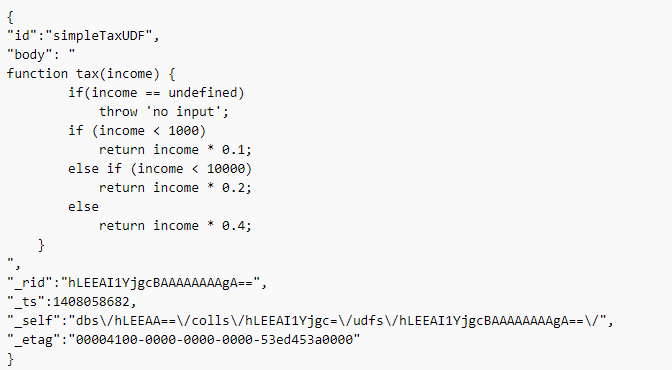 {
"id":"simpleTaxUDF",
"body": "
function tax(income) {
        if(income == undefined)
            throw 'no input';
        if (income < 1000)
            return income * 0.1;
        else if (income < 10000)
            return income * 0.2;
        else
            return income * 0.4;
    }
",
"_rid":"hLEEAI1YjgcBAAAAAAAAgA==",
"_ts":1408058682,
"_self":"dbs\/hLEEAA==\/colls\/hLEEAI1Yjgc=\/udfs\/hLEEAI1YjgcBAAAAAAAAgA==\/",
"_etag":"00004100-0000-0000-0000-53ed453a0000"
}